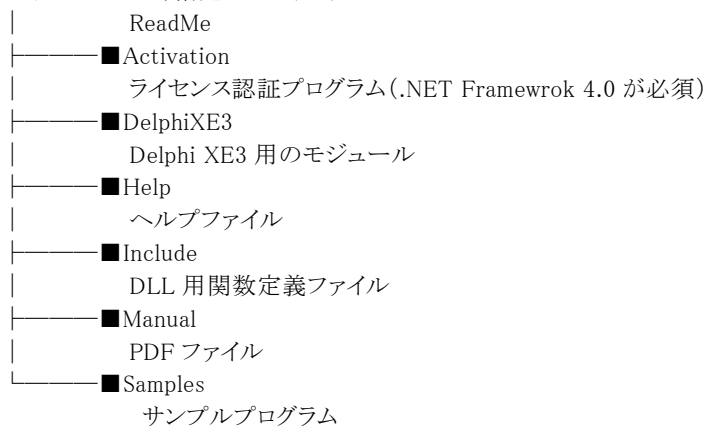 │ ReadMe
├────■Activation
│ ライセンス認証プログラム(.NET Framewrok 4.0 が必須)
├────■DelphiXE3
│ Delphi XE3 用のモジュール
├────■Help
│ ヘルプファイル
├────■Include
│ DLL 用関数定義ファイル
├────■Manual
│ PDF ファイル
└────■Samples
サンプルプログラム